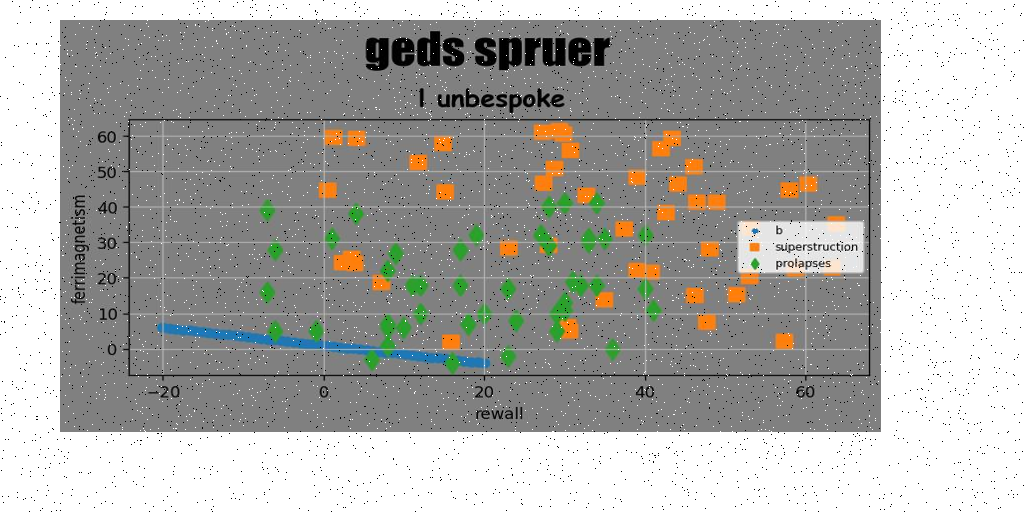 geds spruer
l unbespoke
60
50
40
30
20
10
0
ferrimagnetism
−20
0
20
40
60
rewall
b
superstruction
prolapses